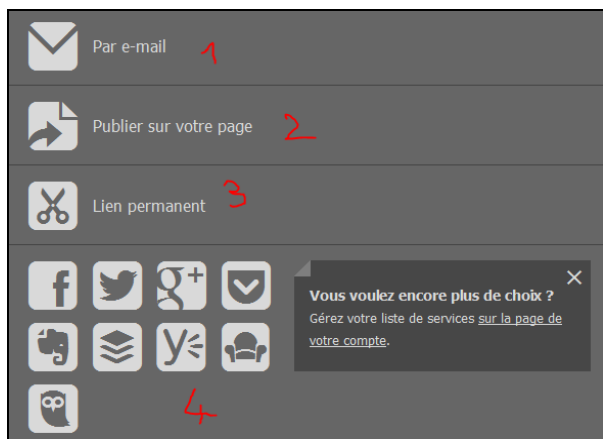 Par e-mail 1
Publier sur votre page 2
Lien permanent 3
f g+
Vous voulez encore plus de choix ?
Gérez votre liste de services sur la page de
votre compte.
y
4